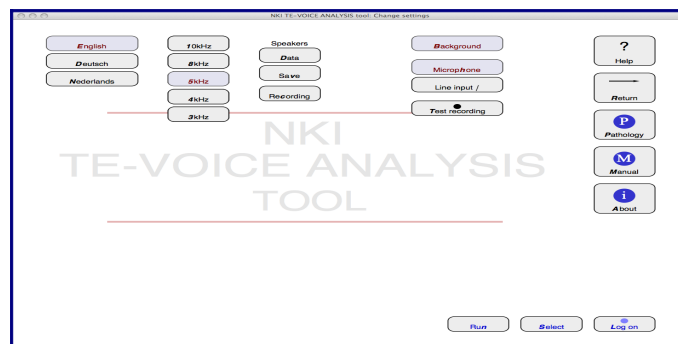 NKI TE-VOICE ANALYSIS tool: Change settings
English
Deutsch
Nederlands
10kHz
8kHz
5kHz
4kHz
3kHz
Speakers
Data
Save
Recording
Background
Microphone
Line input /
Test recording
?
Help
Return
P
Pathology
M
Manual
i
About
NKI
TE-VOICE ANALYSIS
TOOL
Run
Select
Log on